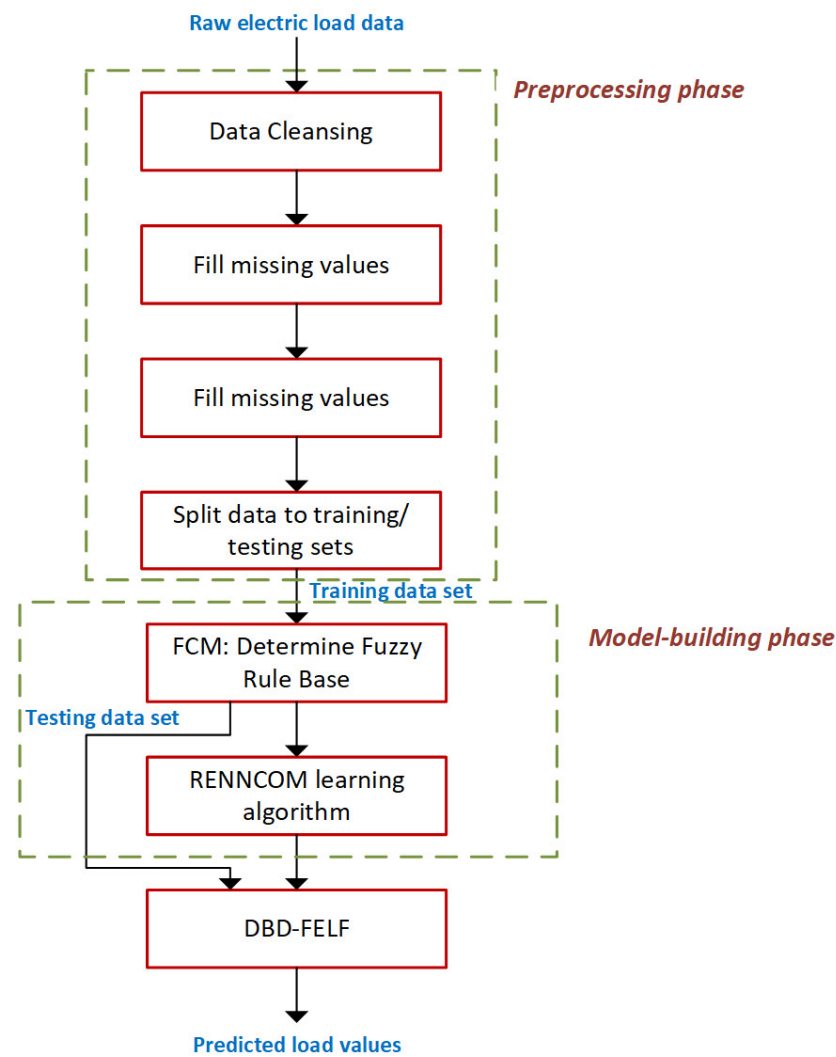 Raw electric load data
Preprocessing phase
Data Cleansing
Fill missing values
Fill missing values
Split data to training/
testing sets
Training data set
Model-building phase
FCM: Determine Fuzzy
Rule Base
Testing data set
RENNCOM learning
algorithm
DBD-FELF
Predicted load values